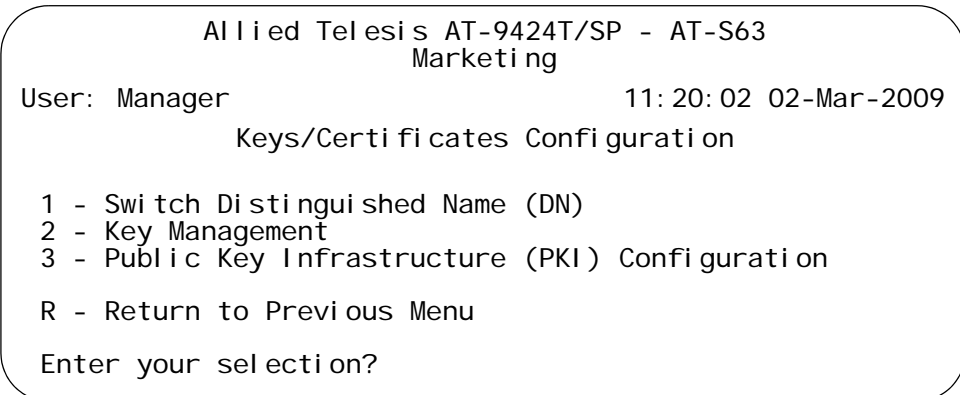 Allied Telesis AT-9424T/SP - AT-S63
Marketing
User: Manager 11:20:02 02-Mar-2009
Keys/Certificates Configuration
1 - Switch Distinguished Name (DN)
2 - Key Management
3 - Public Key Infrastructure (PKI) Configuration
R - Return to Previous Menu
Enter your selection?